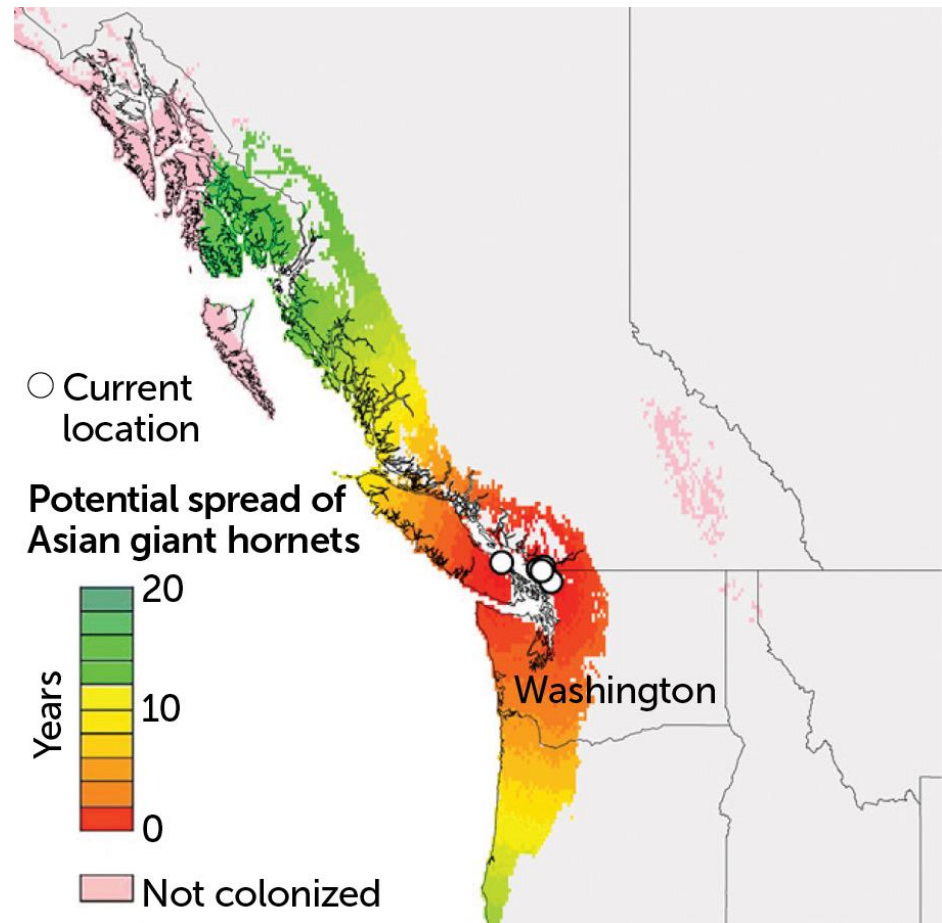 Current
location
Potential spread of
Asian giant hornets
20
10
0
Years
Not colonized
Washington